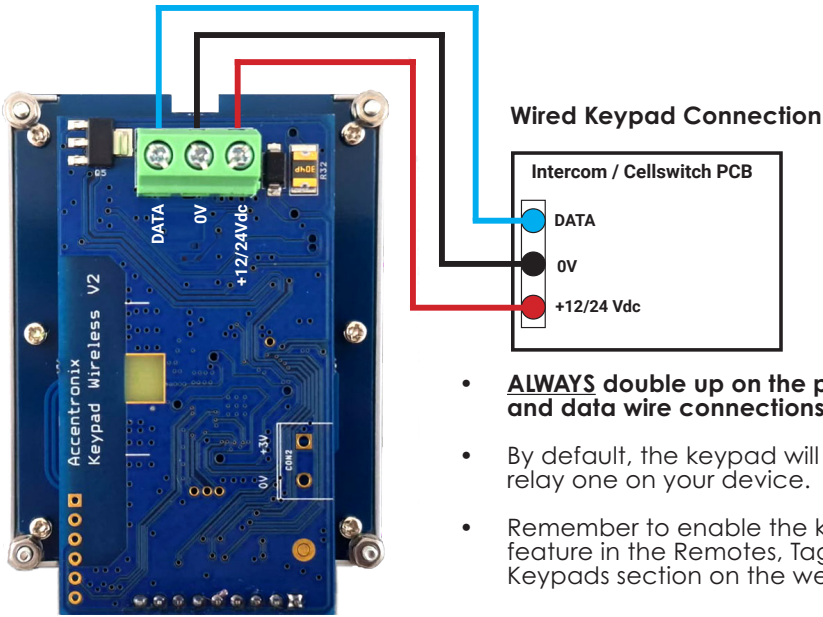 Wired Keypad Connection
Intercom / Cellswitch PCB
DATA
0V
+12/24 Vdc
DATA
0V
+12/24Vdc
R32
Accentronix
Keypad Wireless V2
+3V
0V
CON2
• ALWAYS double up on the
and data wire connections
• By default, the keypad will
relay one on your device.
• Remember to enable the
feature in the Remotes,
Keypads section on the